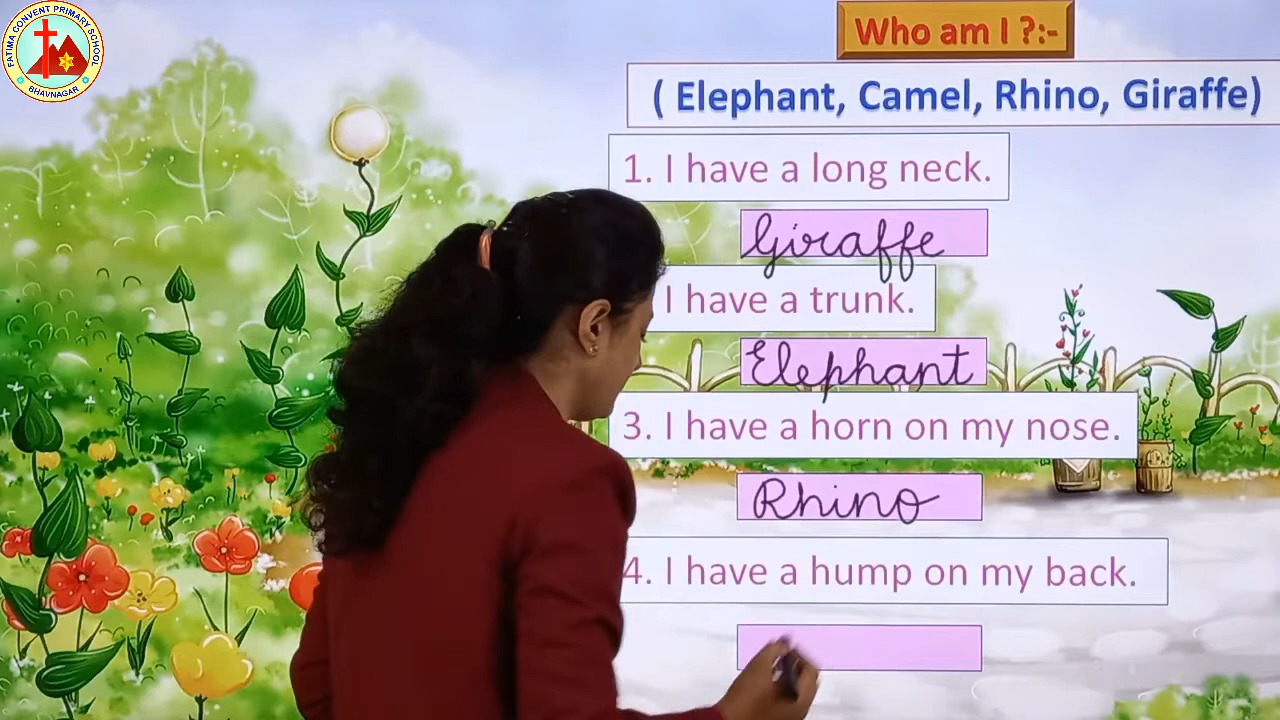 FATIMA CONVENT PRIMARY SCHOOL
BHAVNAGAR
Who am I ?:-
( Elephant, Camel, Rhino, Giraffe)
1. I have a long neck.
Giraffe
I have a trunk.
Elephant
3. I have a horn on my nose.
Rhino
4. I have a hump on my back.